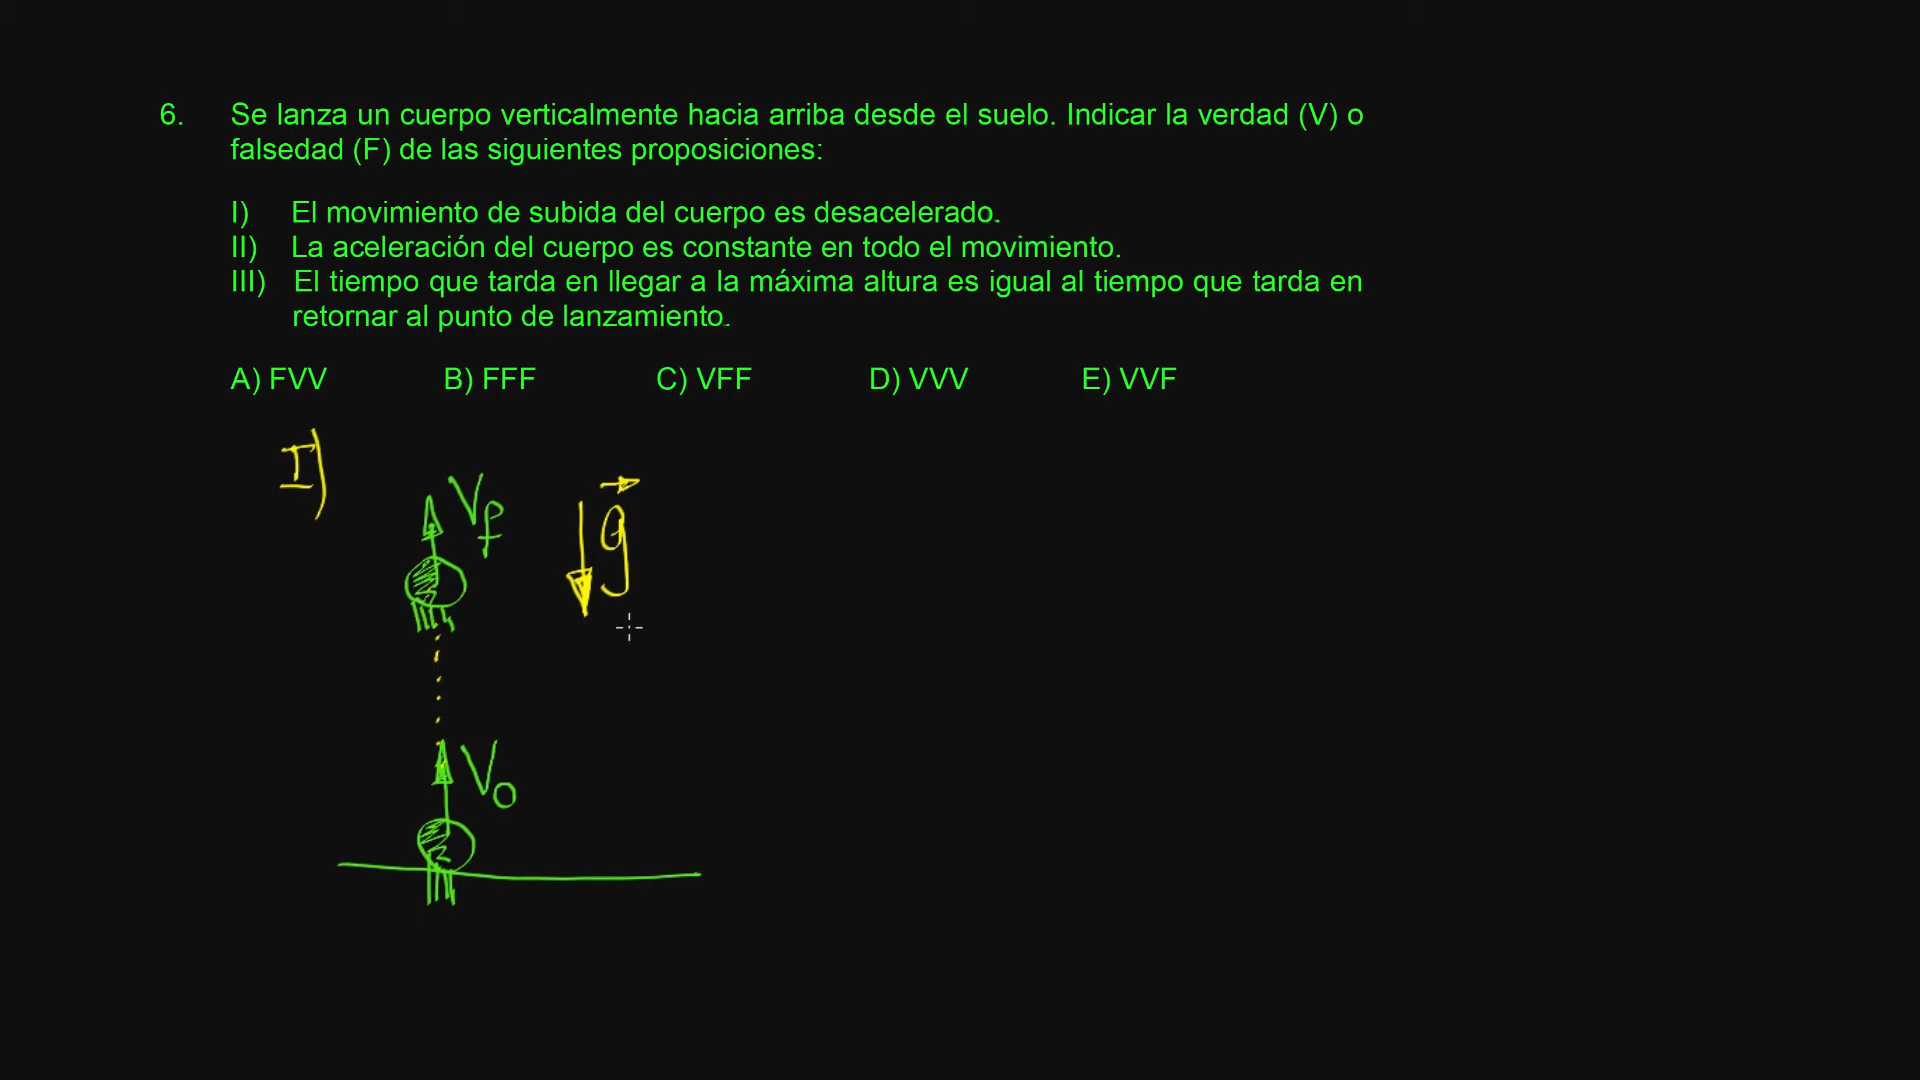 6. Se lanza un cuerpo verticalmente hacia arriba desde el suelo. Indicar la verdad (V) o
falsedad (F) de las siguientes proposiciones:
I) El movimiento de subida del cuerpo es desacelerado.
II) La aceleración del cuerpo es constante en todo el movimiento.
III) El tiempo que tarda en llegar a la máxima altura es igual al tiempo que tarda en
retornar al punto de lanzamiento.
A) FVV B) FFF C) VFF D) VVV E) VVF
I)
Vf
g
V0